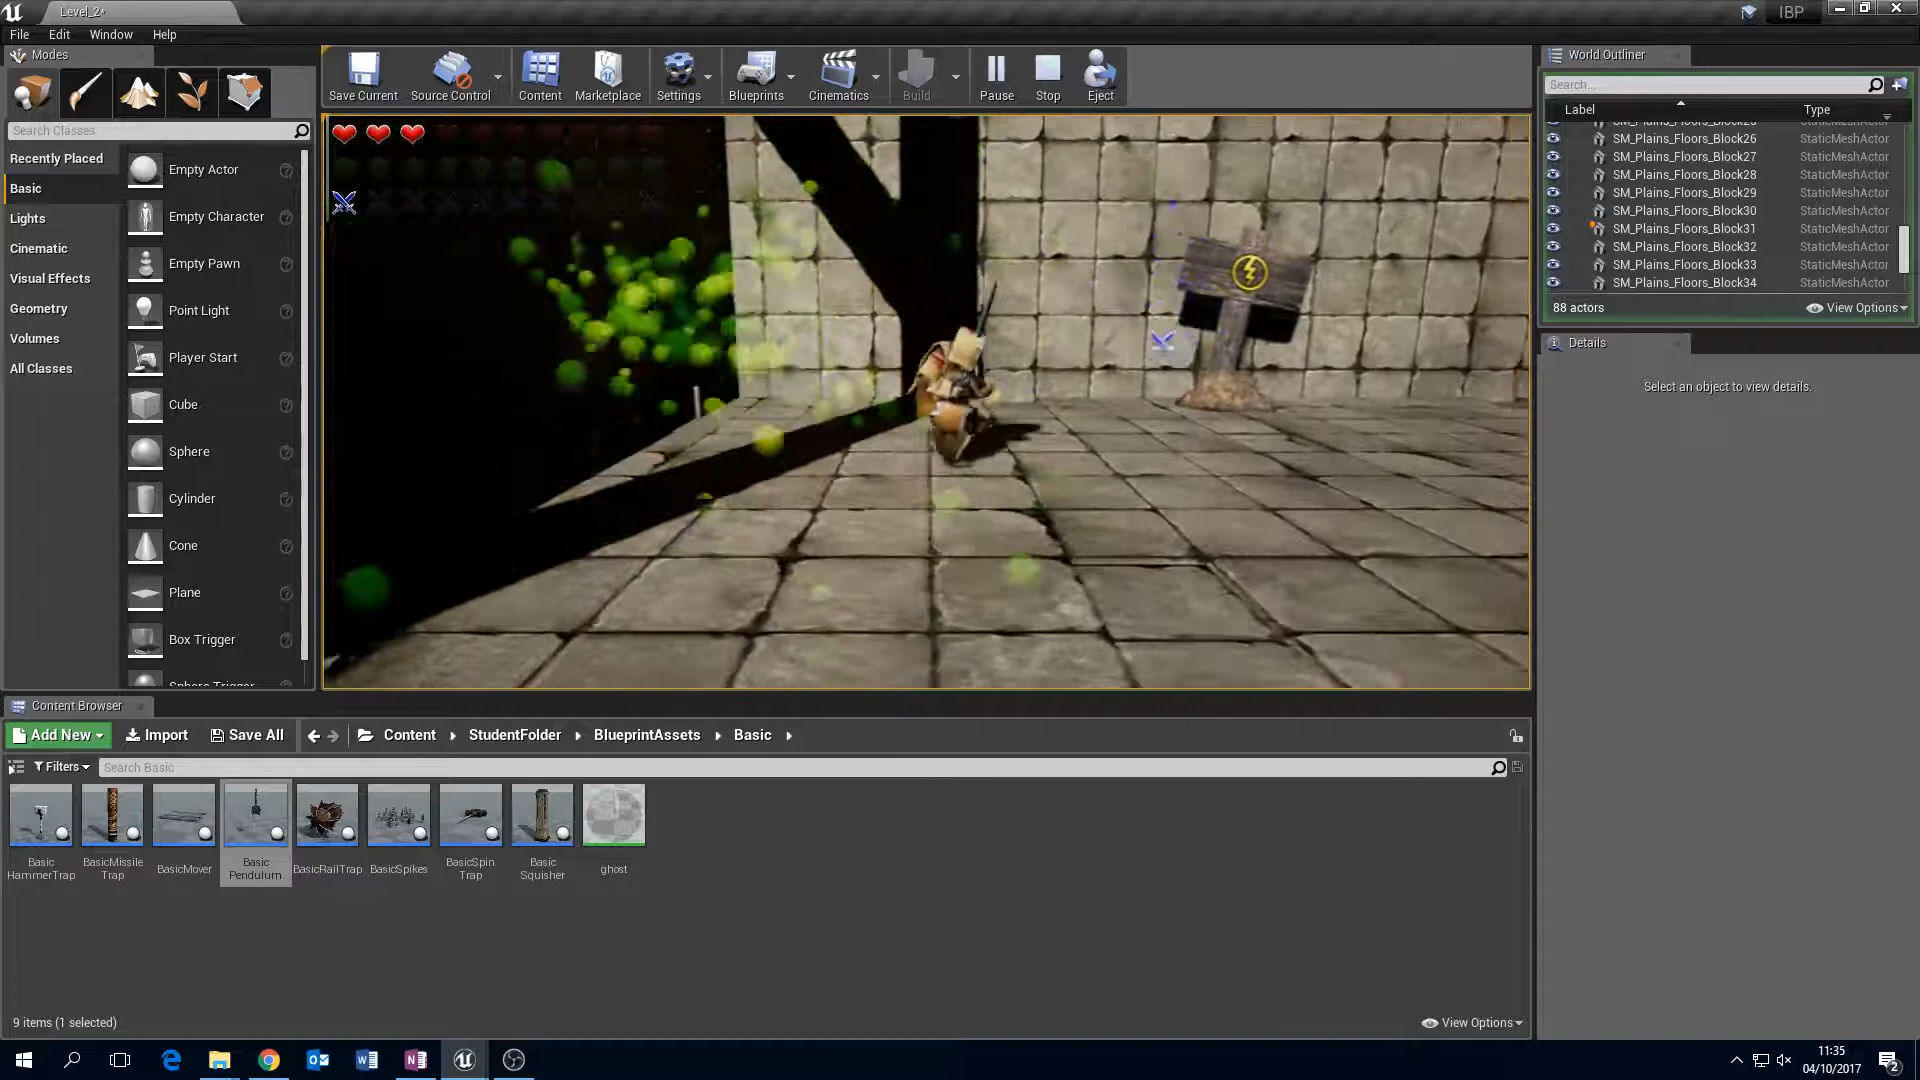 Level_2*
IBP
File Edit Window Help
Modes
Save Current
Source Control
Content
Marketplace
Settings
Blueprints
Cinematics
Build
Pause
Stop
Eject
World Outliner
Search...
Label Type
Search Classes
Recently Placed
Basic
Lights
Cinematic
Visual Effects
Geometry
Volumes
All Classes
Empty Actor
Empty Character
Empty Pawn
Point Light
Player Start
Cube
Sphere
Cylinder
Cone
Plane
Box Trigger
Sphere Trigger
SM_Plains_Floors_Block25 StaticMeshActor
SM_Plains_Floors_Block26 StaticMeshActor
SM_Plains_Floors_Block27 StaticMeshActor
SM_Plains_Floors_Block28 StaticMeshActor
SM_Plains_Floors_Block29 StaticMeshActor
SM_Plains_Floors_Block30 StaticMeshActor
SM_Plains_Floors_Block31 StaticMeshActor
SM_Plains_Floors_Block32 StaticMeshActor
SM_Plains_Floors_Block33 StaticMeshActor
SM_Plains_Floors_Block34 StaticMeshActor
88 actors
View Options
Details
Select an object to view details.
Content Browser
Add New Import Save All Content StudentFolder BlueprintAssets Basic
Filters Search Basic
Basic HammerTrap
BasicMissile Trap
BasicMover
Basic Pendulum
BasicRailTrap
BasicSpikes
BasicSpin Trap
Basic Squisher
ghost
9 items (1 selected)
View Options
11:35
04/10/2017
2